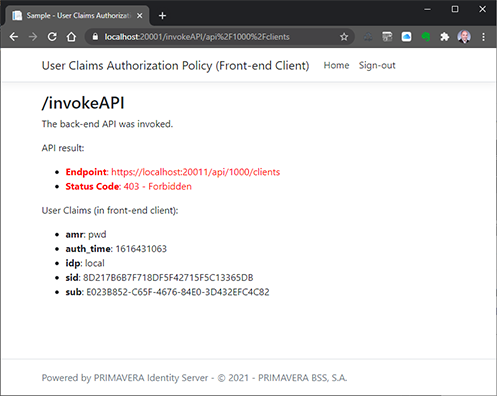 Sample - User Claims Authorizatio
localhost:20001/invokeAPI/api%2F1000%2Fclients
User Claims Authorization Policy (Front-end Client) Home Sign-out
/invokeAPI
The back-end API was invoked.
API result:
Endpoint: https://localhost:20011/api/1000/clients
Status Code: 403 - Forbidden
User Claims (in front-end client):
amr: pwd
auth_time: 1616431063
idp: local
sid: 8D217B6B7F718DF5F42715F5C13365DB
sub: E023B852-C65F-4676-84E0-3D432EFC4C82
Powered by PRIMAVERA Identity Server - © 2021 - PRIMAVERA BSS, S.A.